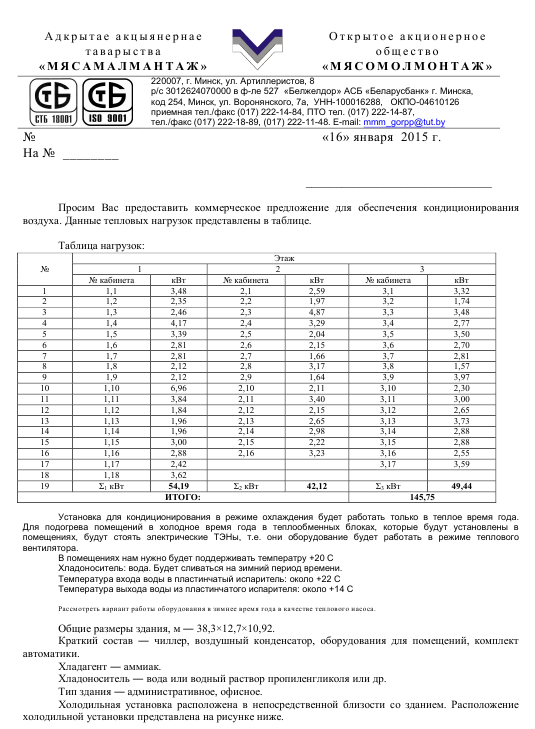 Адкрытае акцыянернае
таварыства
«МЯСАМАЛМАНТАЖ»
Открытое акционерное
общество
«МЯСОМОЛМОНТАЖ»
СТБ 18001
ISO 9001
220007, г. Минск, ул. Артиллеристов, 8
р/с 3012624070000 в ф-ле 527 «Белжелдор» АСБ «Беларусбанк» г. Минска,
код 254, Минск, ул. Воронянского, 7а, УНН-100016288, ОКПО-04610126
приемная тел./факс (017) 222-14-84, ПТО тел. (017) 222-14-87,
тел./факс (017) 222-18-89, (017) 222-11-48. E-mail: mmm_gorpp@tut.by
№ «16» января 2015 г.
На № ________
Просим Вас предоставить коммерческое предложение для обеспечения кондиционирования
воздуха. Данные тепловых нагрузок представлены в таблице.
Таблица нагрузок:
№ Этаж
1 2 3
№ кабинета кВт № кабинета кВт № кабинета кВт
1 1,1 3,48 2,1 2,59 3,1 3,32
2 1,2 2,35 2,2 1,97 3,2 1,74
3 1,3 2,46 2,3 4,87 3,3 3,48
4 1,4 4,17 2,4 3,29 3,4 2,77
5 1,5 3,39 2,5 2,04 3,5 3,50
6 1,6 2,81 2,6 2,15 3,6 2,70
7 1,7 2,81 2,7 1,66 3,7 2,81
8 1,8 2,12 2,8 3,17 3,8 1,57
9 1,9 2,12 2,9 1,64 3,9 3,97
10 1,10 6,96 2,10 2,11 3,10 2,30
11 1,11 3,84 2,11 3,40 3,11 3,00
12 1,12 1,84 2,12 2,15 3,12 2,65
13 1,13 1,96 2,13 2,65 3,13 3,73
14 1,14 1,96 2,14 2,98 3,14 2,88
15 1,15 3,00 2,15 2,22 3,15 2,88
16 1,16 2,88 2,16 3,23 3,16 2,55
17 1,17 2,42 3,17 3,59
18 1,18 3,62
19 Σ1 кВт 54,19 Σ2 кВт 42,12 Σ3 кВт 49,44
ИТОГО: 145,75
Установка для кондиционирования в режиме охлаждения будет работать только в теплое время года.
Для подогрева помещений в холодное время года в теплообменных блоках, которые будут установлены в
помещениях, будут стоять электрические ТЭНы, т.е. они оборудование будет работать в режиме теплового
вентилятора.
В помещениях нам нужно будет поддерживать температру +20 С
Хладоноситель: вода. Будет сливаться на зимний период времени.
Температура входа воды в пластинчатый испаритель: около +22 С
Температура выхода воды из пластинчатого испарителя: около +14 С
Рассмотреть вариант работы оборудования в зимнее время года в качестве теплового насоса.
Общие размеры здания, м — 38,3×12,7×10,92.
Краткий состав — чиллер, воздушный конденсатор, оборудования для помещений, комплект
автоматики.
Хладагент — аммиак.
Хладоноситель — вода или водный раствор пропиленгликоля или др.
Тип здания — административное, офисное.
Холодильная установка расположена в непосредственной близости со зданием. Расположение
холодильной установки представлена на рисунке ниже.